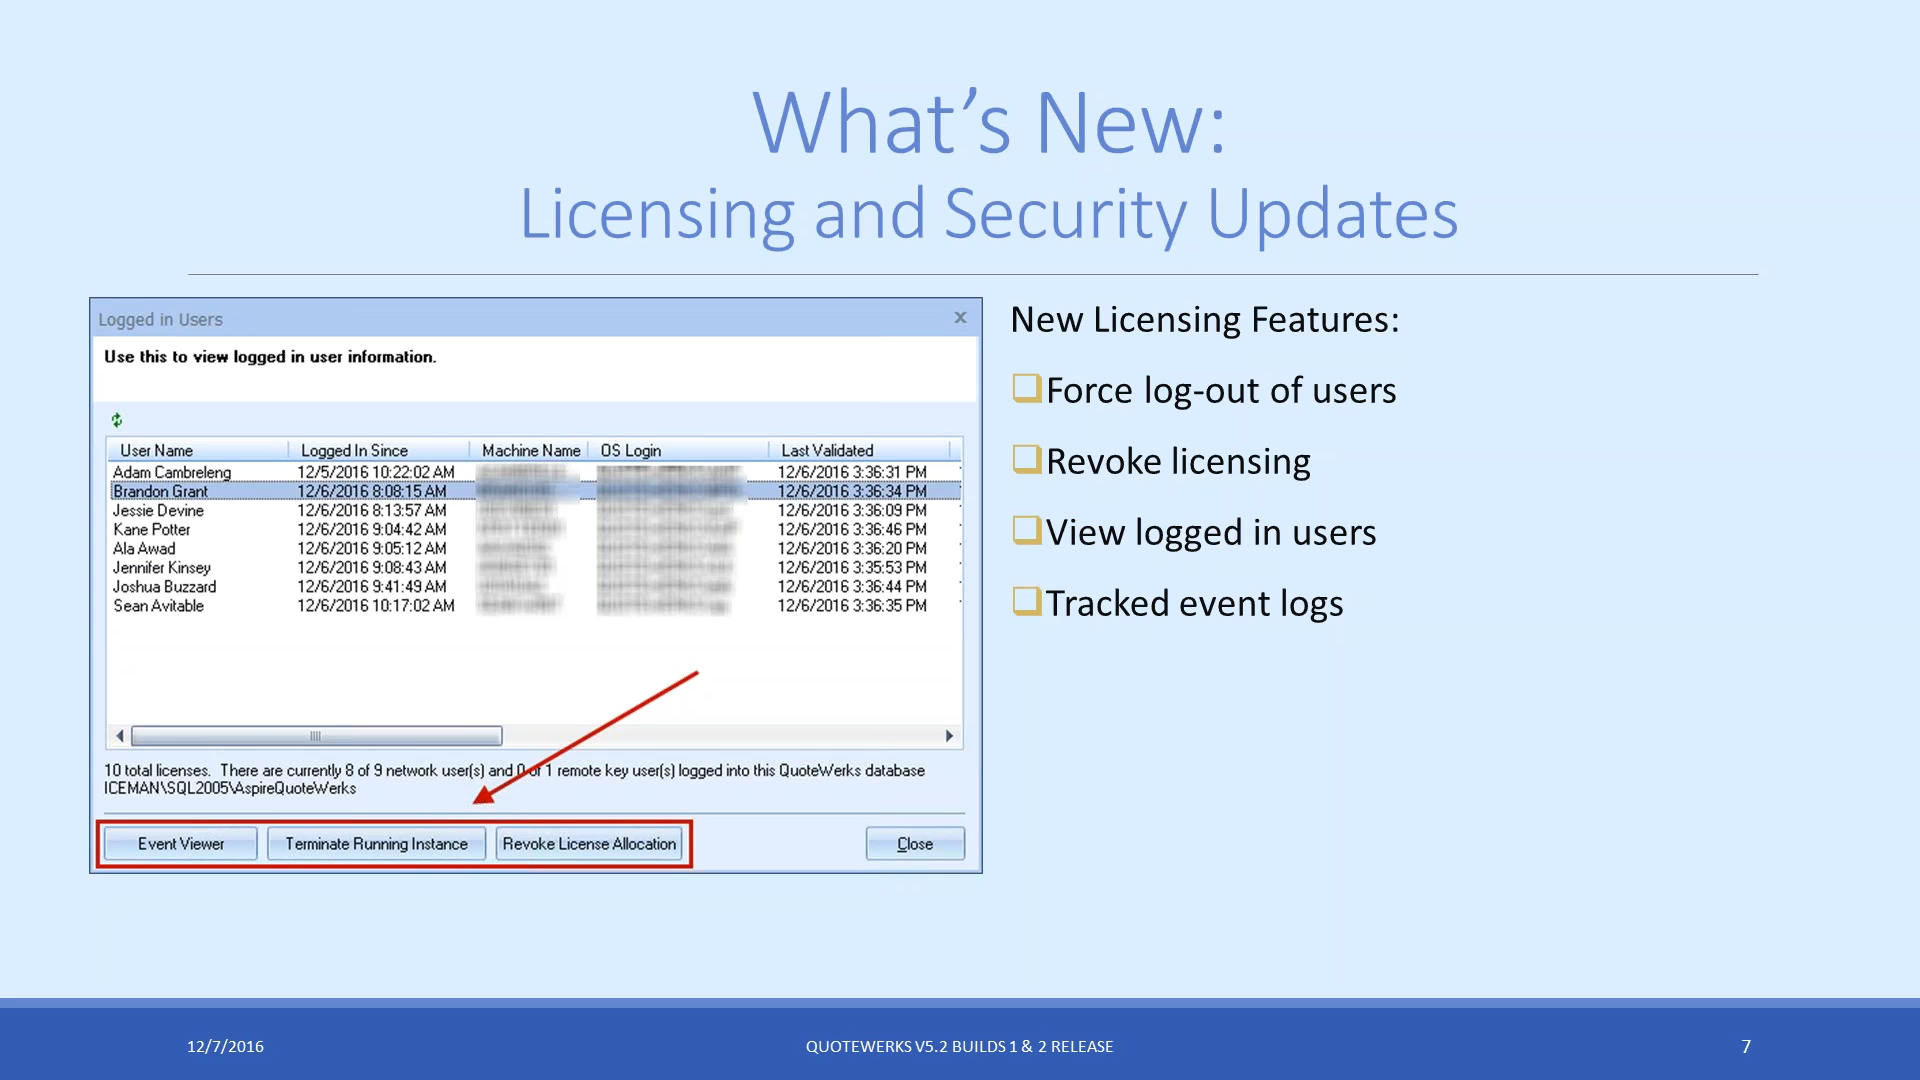 What’s New:
Licensing and Security Updates
Logged in Users
Use this to view logged in user information.
User Name Logged In Since Machine Name OS Login Last Validated
Adam Cambreleng 12/5/2016 10:22:02 AM 12/6/2016 3:36:31 PM
Brandon Grant 12/6/2016 8:08:15 AM 12/6/2016 3:36:34 PM
Jessie Devine 12/6/2016 8:13:57 AM 12/6/2016 3:36:09 PM
Kane Potter 12/6/2016 9:04:42 AM 12/6/2016 3:36:46 PM
Ala Awad 12/6/2016 9:05:12 AM 12/6/2016 3:36:20 PM
Jennifer Kinsey 12/6/2016 9:08:43 AM 12/6/2016 3:35:53 PM
Joshua Buzzard 12/6/2016 9:41:49 AM 12/6/2016 3:36:44 PM
Sean Avitable 12/6/2016 10:17:02 AM 12/6/2016 3:36:35 PM
10 total licenses. There are currently 8 of 9 network user(s) and 0 of 1 remote key user(s) logged into this QuoteWerks database
ICEMAN\SQL2005\AspireQuoteWerks
Event Viewer Terminate Running Instance Revoke License Allocation Close
New Licensing Features:
Force log-out of users
Revoke licensing
View logged in users
Tracked event logs
12/7/2016 QUOTEWERKS V5.2 BUILDS 1 & 2 RELEASE 7